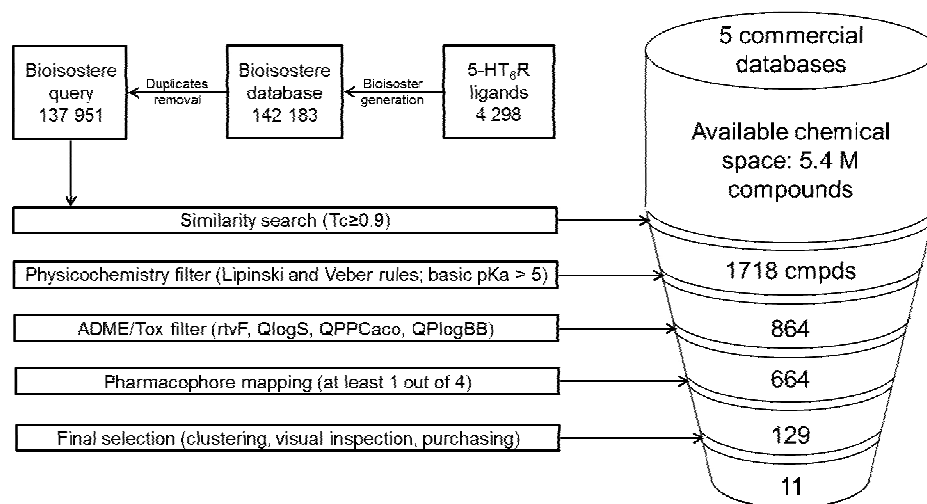 Bioisostere
query
137 951
Duplicates
removal
Bioisostere
database
142 183
Bioisoster
generation
5-HT₆R
ligands
4 298
5 commercial
databases
Available chemical
space: 5.4 M
compounds
Similarity search (Tc≥0.9)
1718 cmpds
Physicochemistry filter (Lipinski and Veber rules; basic pKa > 5)
864
ADME/Tox filter (rtvF, QlogS, QPPCaco, QPlogBB)
664
Pharmacophore mapping (at least 1 out of 4)
129
Final selection (clustering, visual inspection, purchasing)
11